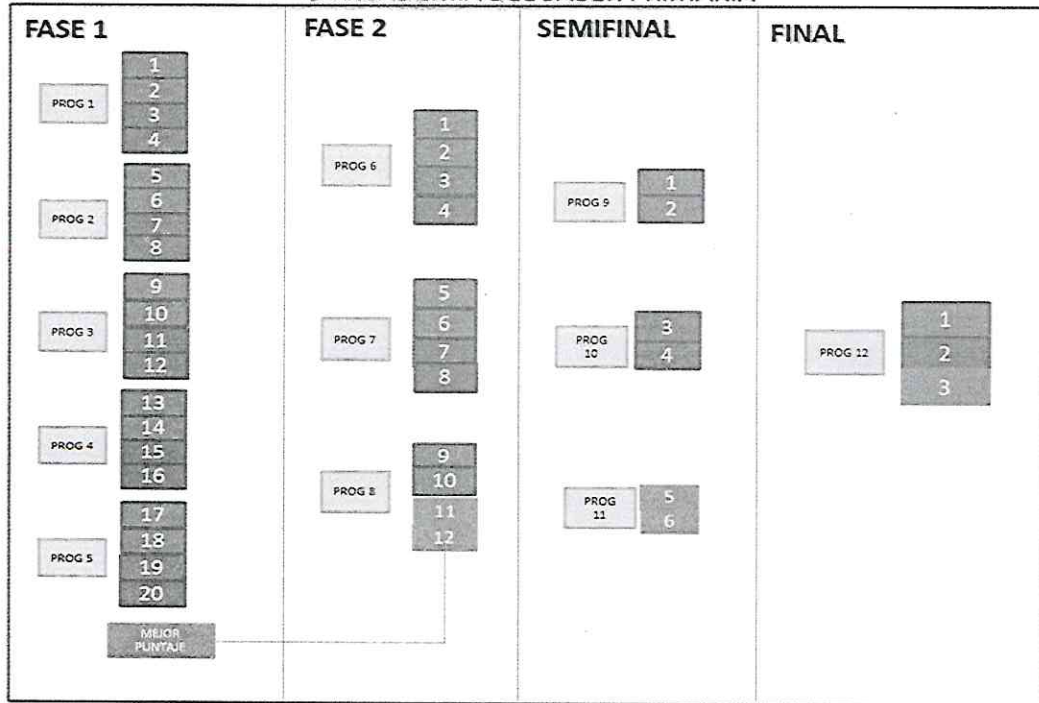 FASE 1
PROG 1
1
2
3
4
PROG 2
5
6
7
8
PROG 3
9
10
11
12
PROG 4
13
14
15
16
PROG 5
17
18
19
20
MEJOR
PUNTAJE
FASE 2
PROG 6
1
2
3
4
PROG 7
5
6
7
8
PROG 8
9
10
11
12
SEMIFINAL
PROG 9
1
2
PROG
10
3
4
PROG
11
5
6
FINAL
PROG 12
1
2
3